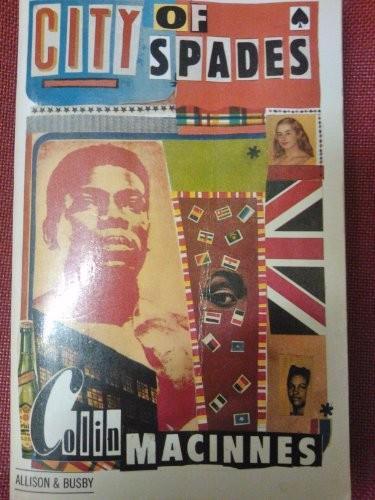 CITY OF
SPADES
Colin MACINNES
ALLISON & BUSBY